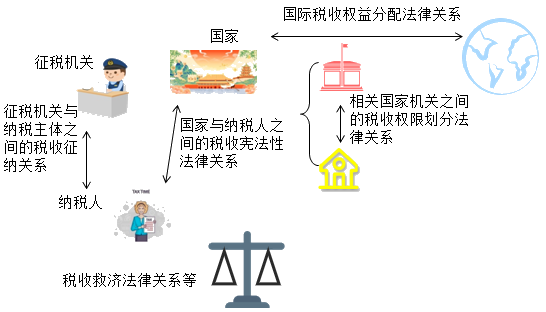 国际税收权益分配法律关系
国家
征税机关
征税机关与
纳税主体之
间的税收征
纳关系
国家与纳税人之
间的税收宪法性
法律关系
相关国家机关之间
的税收权限划分法
律关系
纳税人
TAX TIME
税收救济法律关系等